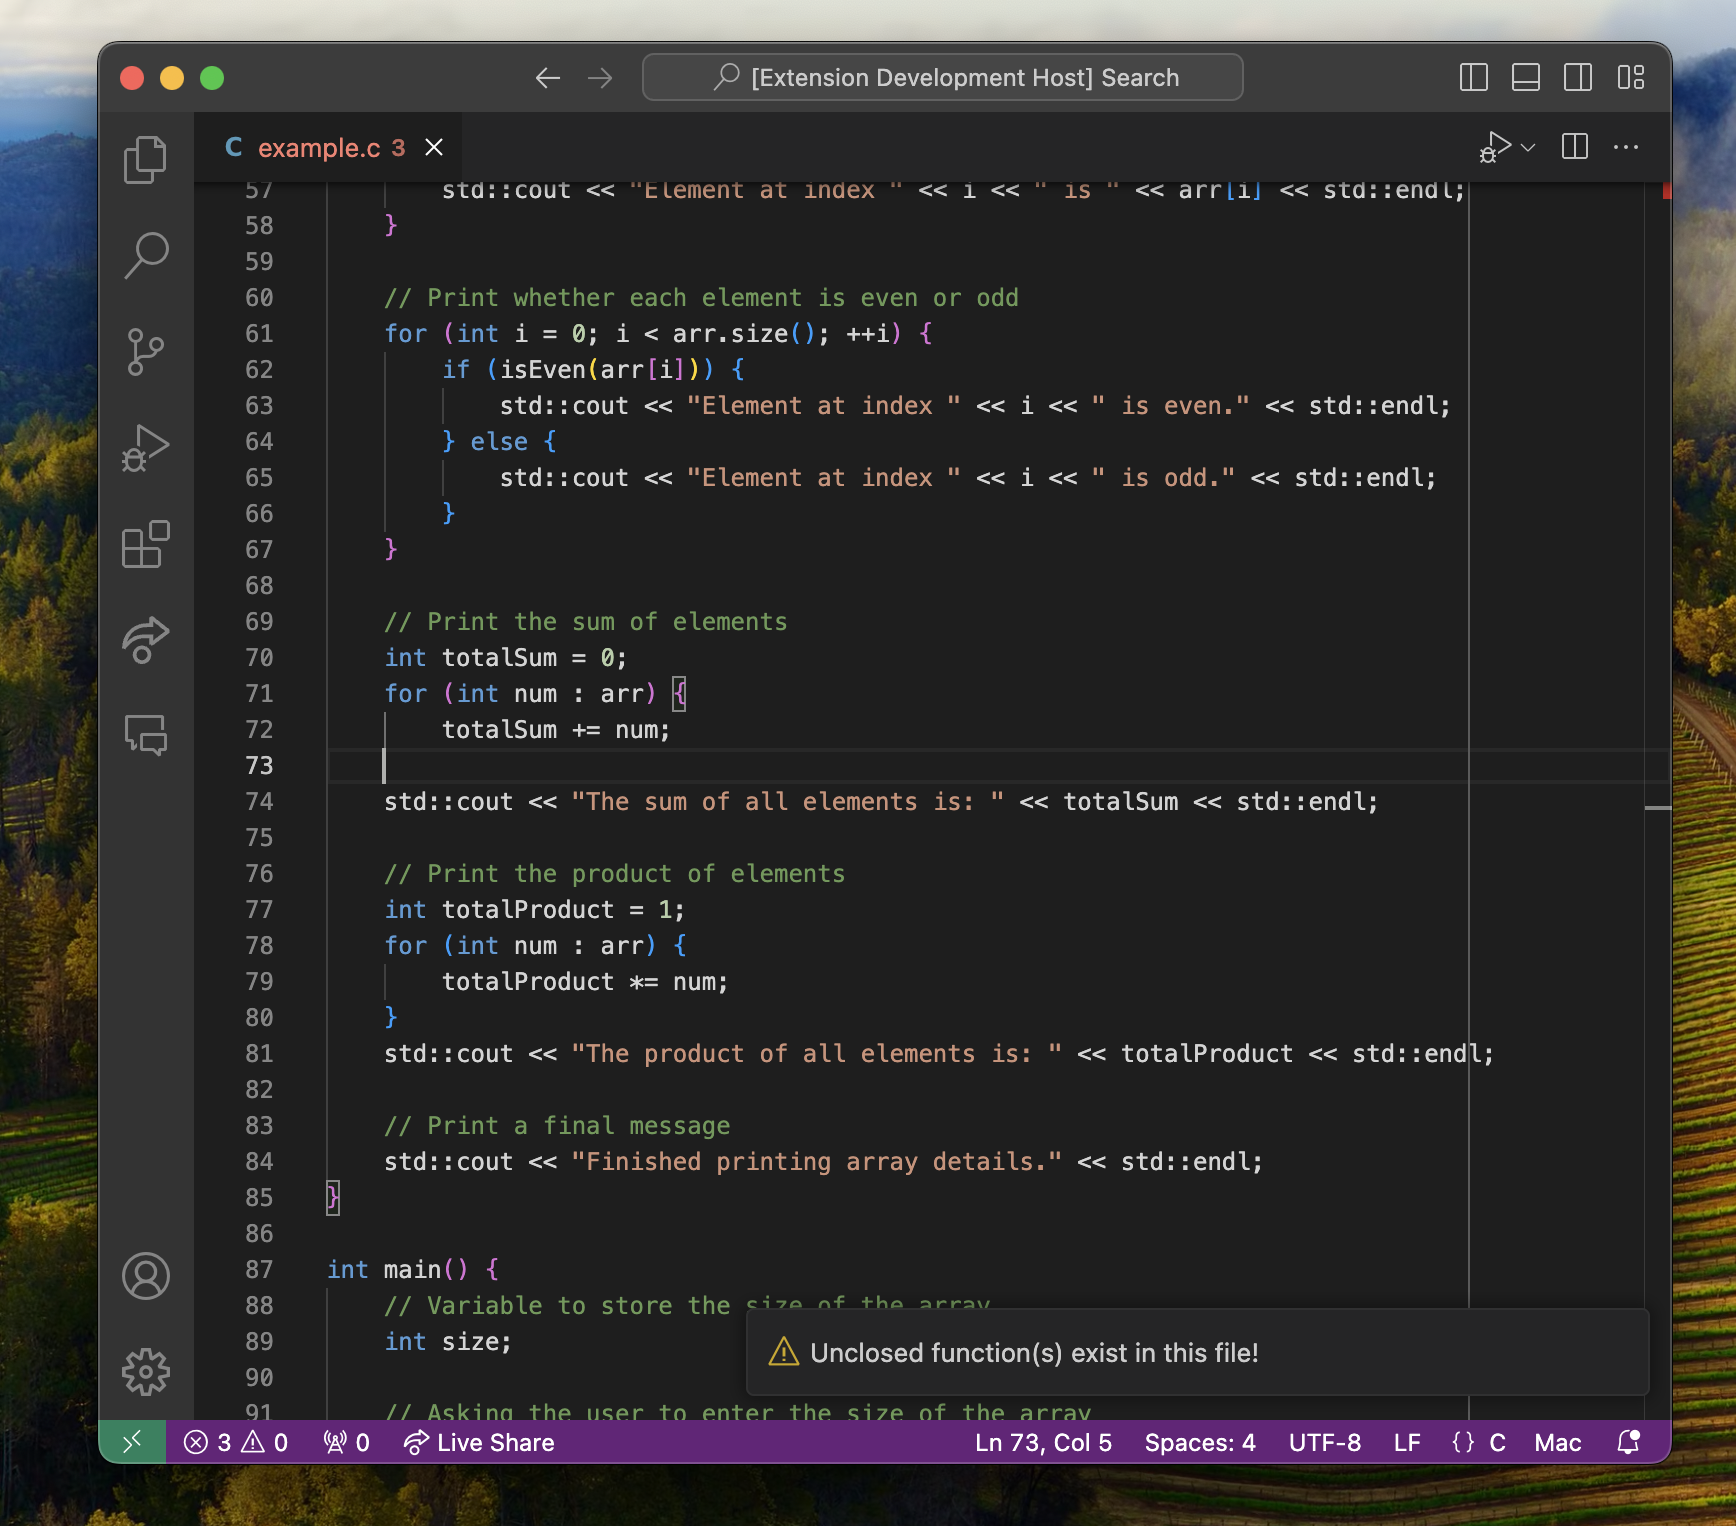 [Extension Development Host] Search
C example.c 3
57 std::cout << "Element at index " << i << " is " << arr[i] << std::endl;
58 }
59
60 // Print whether each element is even or odd
61 for (int i = 0; i < arr.size(); ++i) {
62 if (isEven(arr[i])) {
63 std::cout << "Element at index " << i << " is even." << std::endl;
64 } else {
65 std::cout << "Element at index " << i << " is odd." << std::endl;
66 }
67 }
68
69 // Print the sum of elements
70 int totalSum = 0;
71 for (int num : arr) {
72 totalSum += num;
73
74 std::cout << "The sum of all elements is: " << totalSum << std::endl;
75
76 // Print the product of elements
77 int totalProduct = 1;
78 for (int num : arr) {
79 totalProduct *= num;
80 }
81 std::cout << "The product of all elements is: " << totalProduct << std::endl;
82
83 // Print a final message
84 std::cout << "Finished printing array details." << std::endl;
85 }
86
87 int main() {
88 // Variable to store the size of the array
89 int size;
90
91 // Asking the user to enter the size of the array
Unclosed function(s) exist in this file!
3 0 0 Live Share Ln 73, Col 5 Spaces: 4 UTF-8 LF {} C Mac